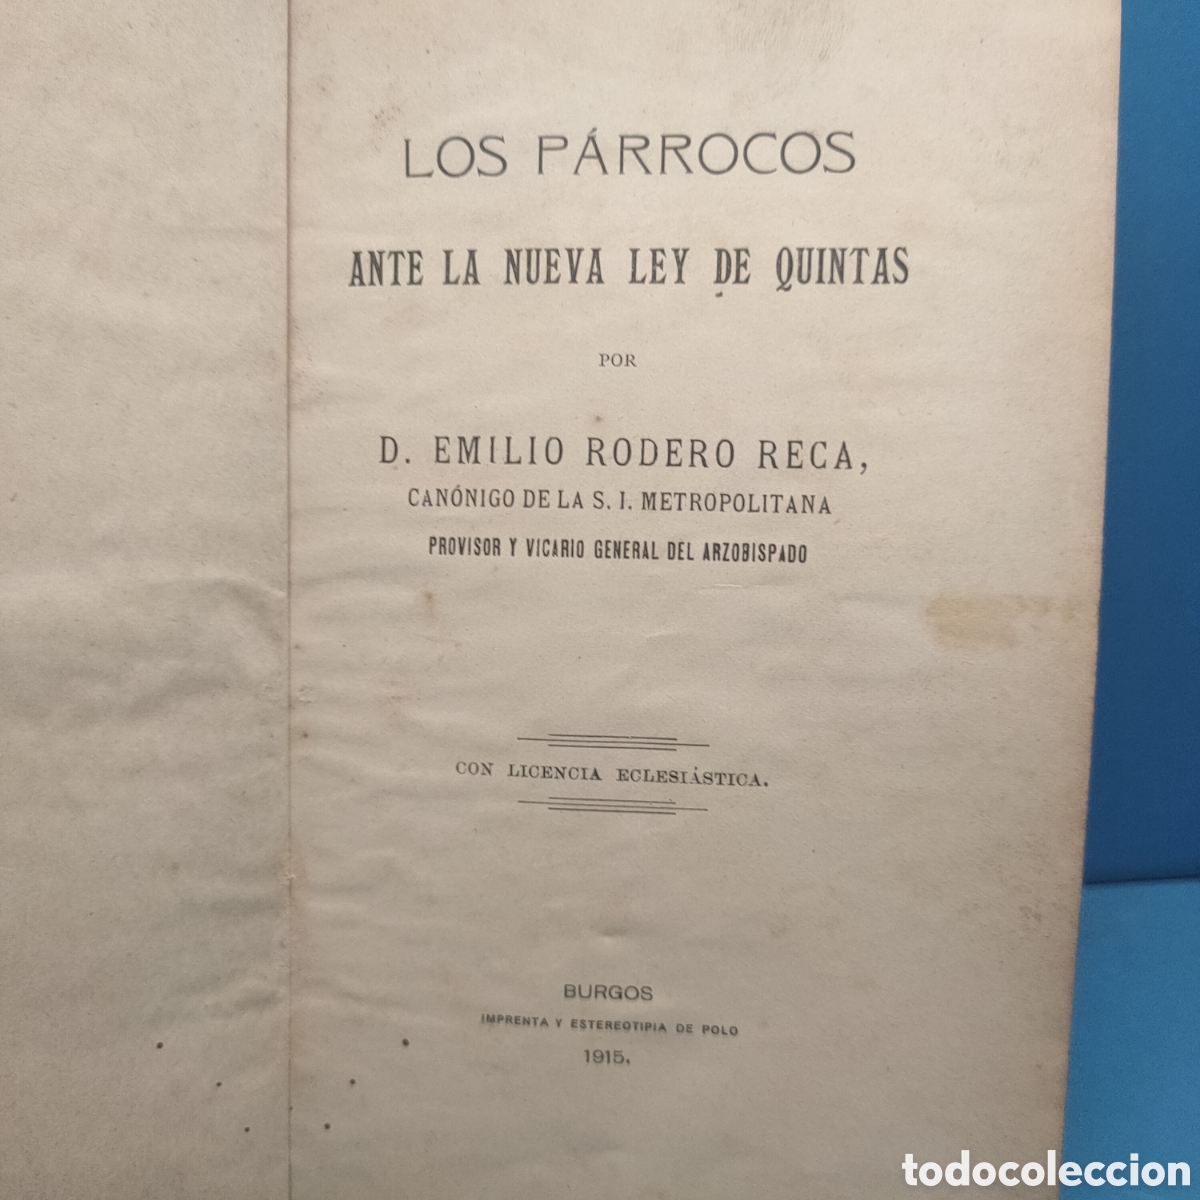 LOS PÁRROCOS
ANTE LA NUEVA LEY DE QUINTAS
POR
D. EMILIO RODERO RECA,
CANÓNIGO DE LA S. I. METROPOLITANA
PROVISOR Y VICARIO GENERAL DEL ARZOBISPADO
CON LICENCIA ECLESIÁSTICA.
BURGOS
IMPRENTA Y ESTEREOTIPIA DE POLO
1915.
todocoleccion